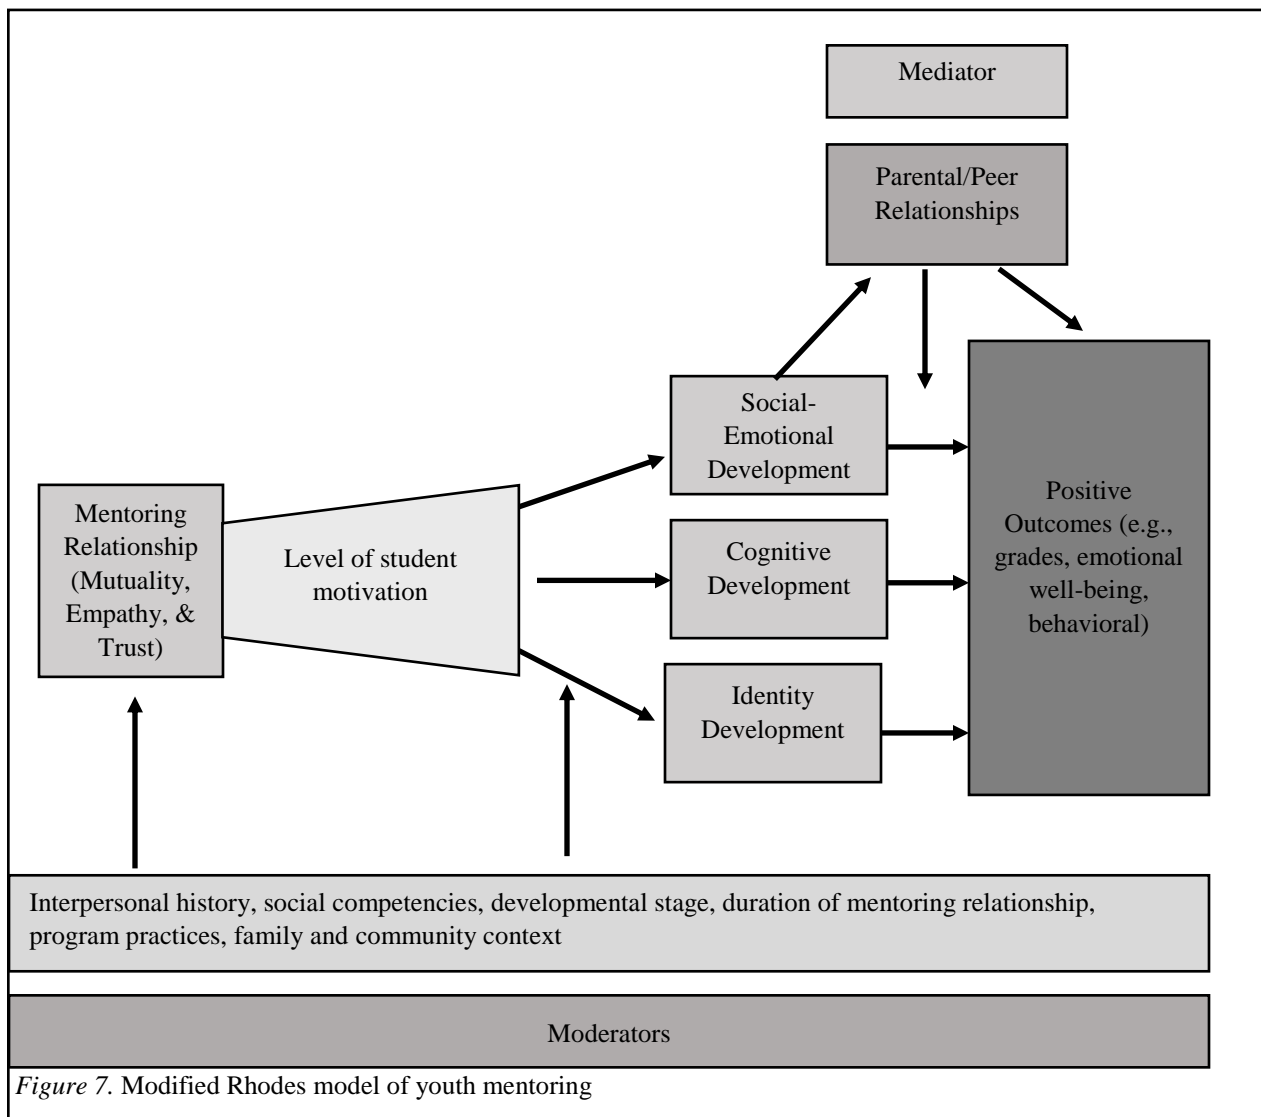 Mediator
Parental/Peer
Relationships
Social-
Emotional
Development
Mentoring
Relationship
(Mutuality,
Empathy, &
Trust)
Level of student
motivation
Cognitive
Development
Identity
Development
Positive
Outcomes (e.g.,
grades, emotional
well-being,
behavioral)
Interpersonal history, social competencies, developmental stage, duration of mentoring relationship,
program practices, family and community context
Moderators
Figure 7. Modified Rhodes model of youth mentoring